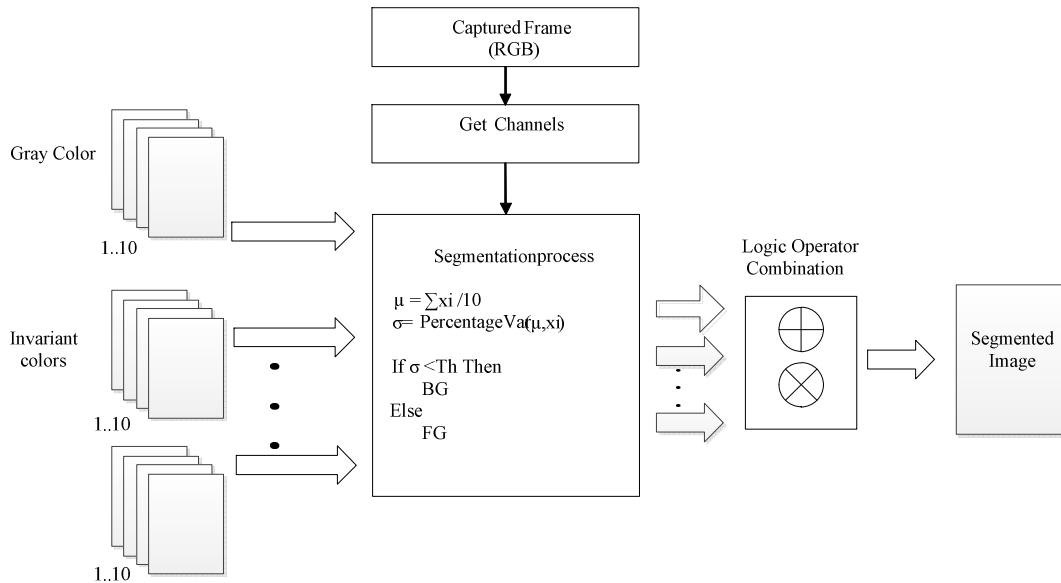 Captured Frame
(RGB)
Get Channels
Gray Color
1..10
Invariant
colors
1..10
1..10
Segmentationprocess
µ = ∑xi /10
σ= PercentageVar(µ,xi)
If σ <Th Then
BG
Else
FG
Logic Operator
Combination
Segmented
Image